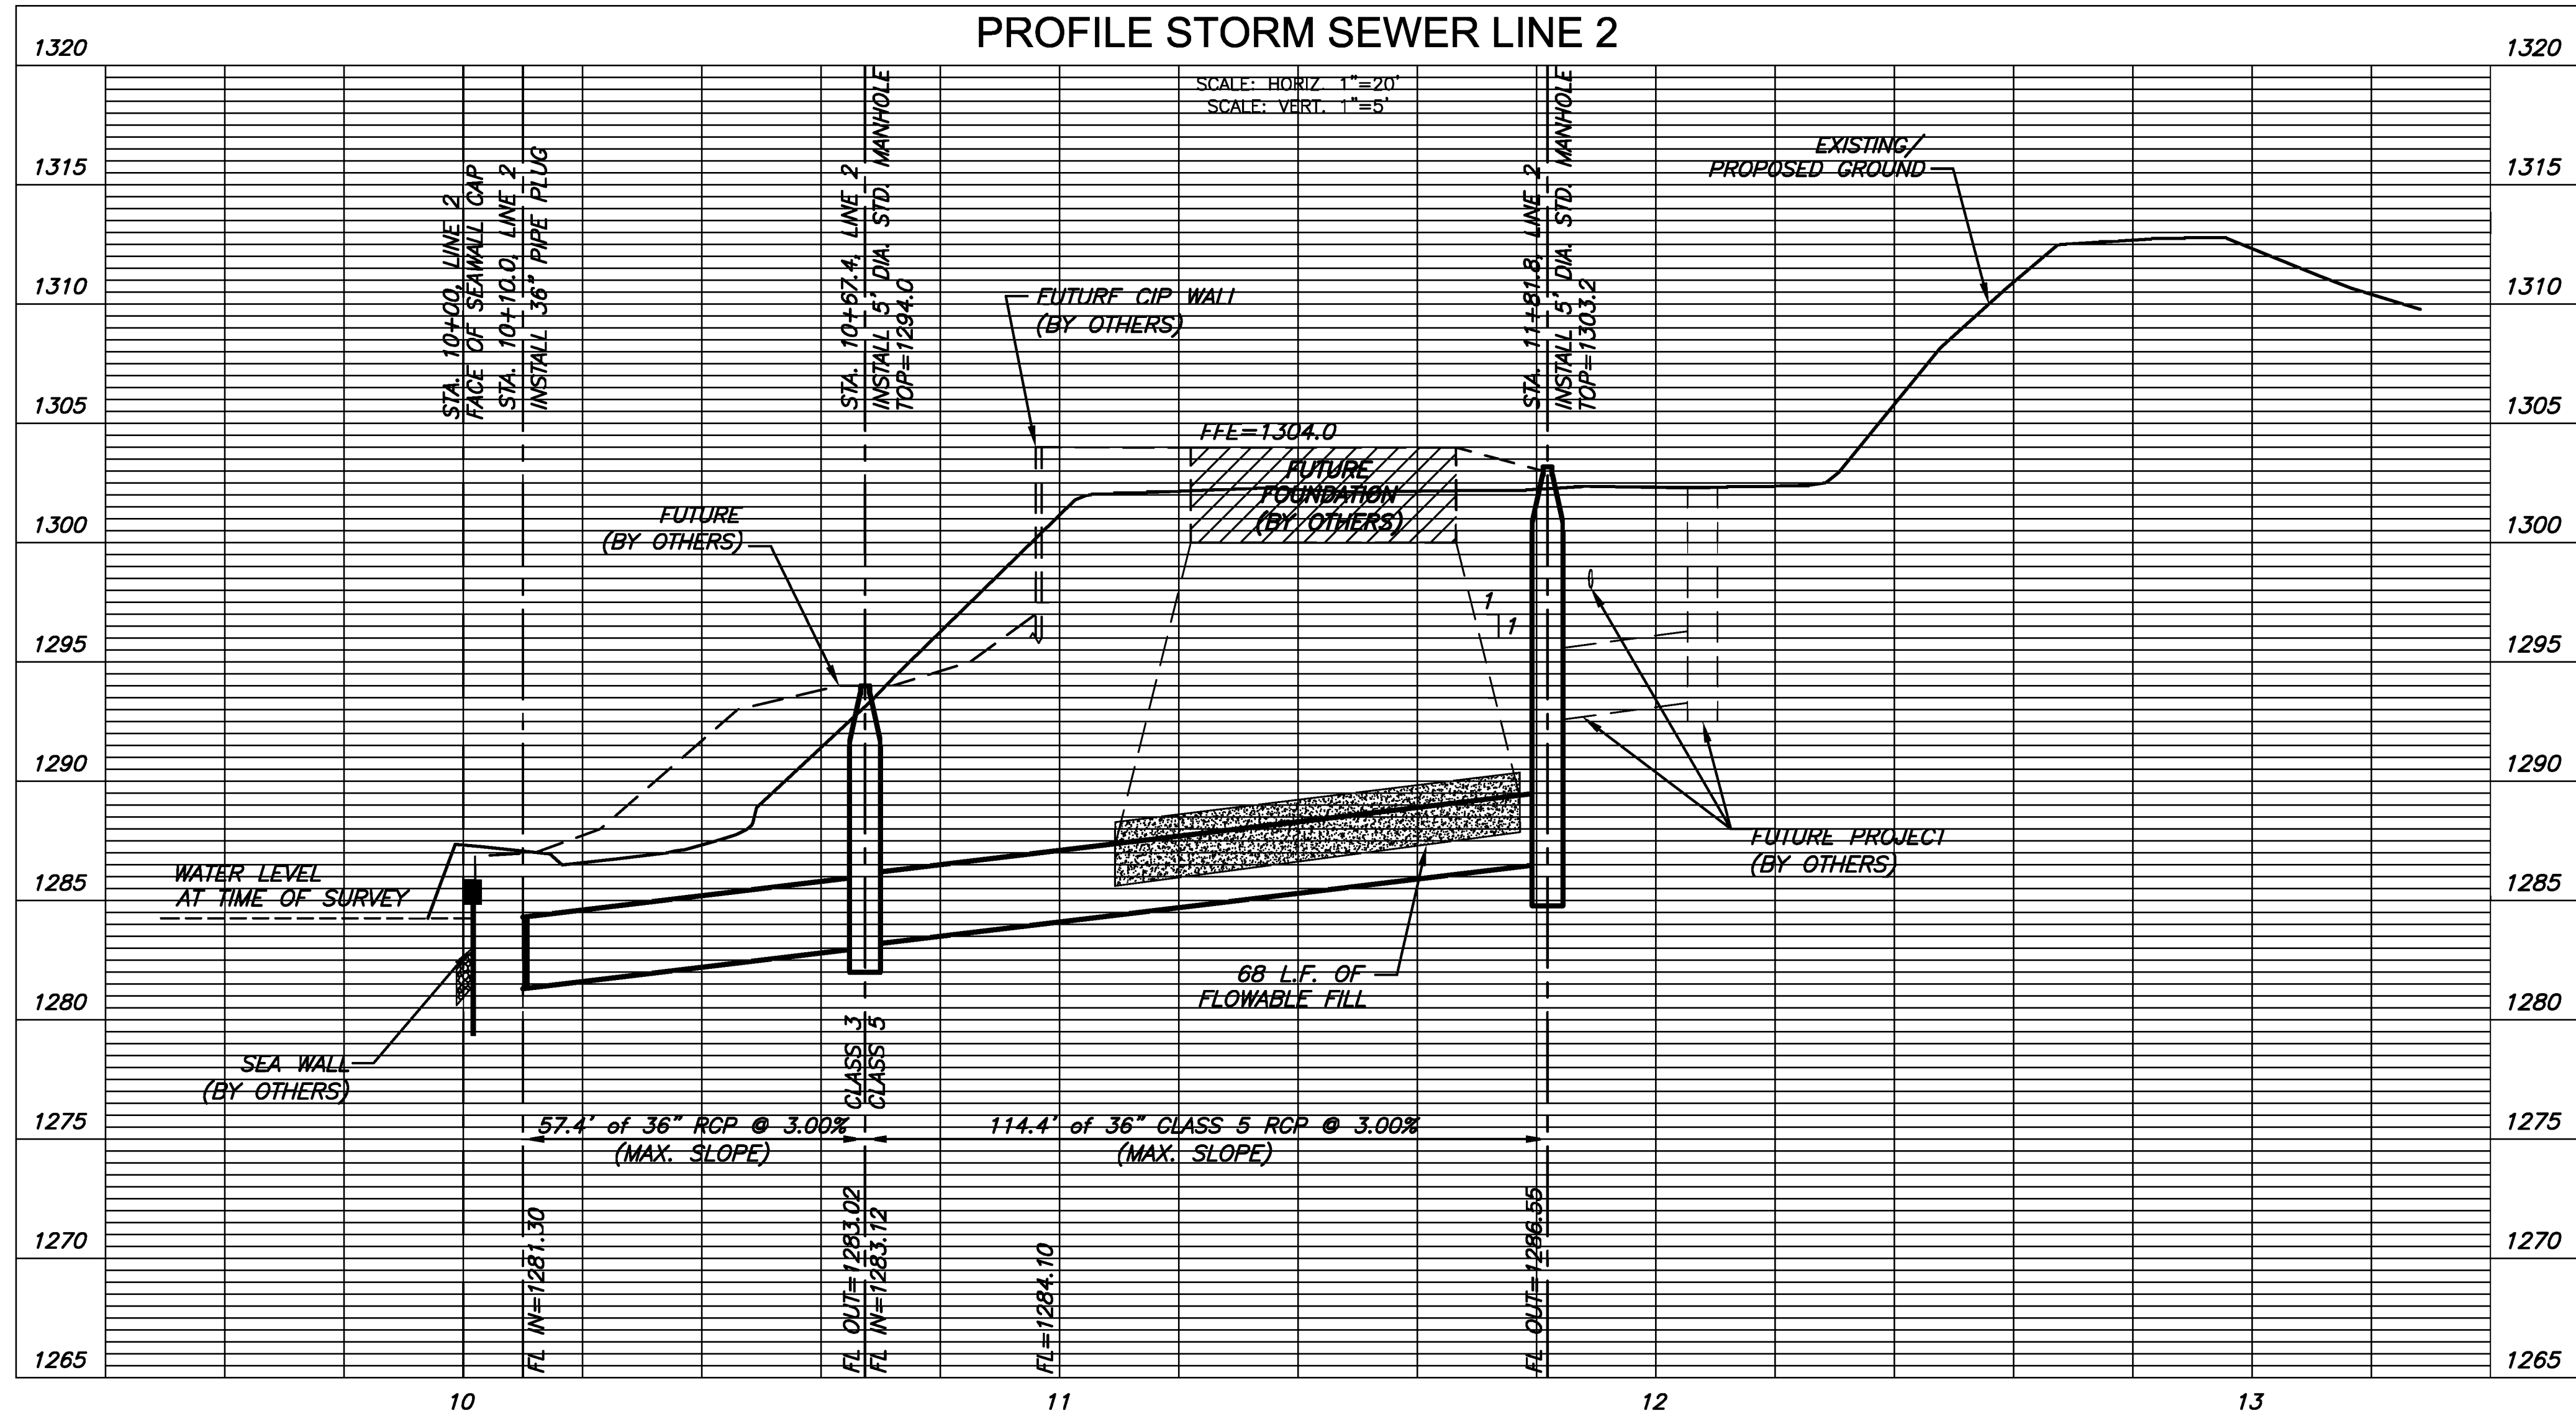 PROFILE STORM SEWER LINE 2
1320
1320
SCALE: HORIZ. 1"=20'
SCALE: VERT. 1"=5'
1315
1315
1310
1310
1305
1305
1300
1300
1295
1295
1290
1290
1285
1285
1280
1280
1275
1275
1270
1270
1265
1265
STA. 10+00, LINE 2
FACE OF SEAWALL CAP
STA. 10+10.0, LINE 2
INSTALL 36" PIPE PLUG
STA. 10+67.4, LINE 2
INSTALL 5' DIA. STD. MANHOLE
TOP=1294.0
STA. 11+81.8, LINE 2
INSTALL 5' DIA. STD. MANHOLE
TOP=1303.2
EXISTING/
PROPOSED GROUND
FUTURE CIP WALL
(BY OTHERS)
FFE=1304.0
FUTURE
FOUNDATION
(BY OTHERS)
FUTURE
(BY OTHERS)
1
1
WATER LEVEL
AT TIME OF SURVEY
FUTURE PROJECT
(BY OTHERS)
68 L.F. OF
FLOWABLE FILL
SEA WALL
(BY OTHERS)
CLASS 3
CLASS 5
57.4' of 36" RCP @ 3.00%
(MAX. SLOPE)
114.4' of 36" CLASS 5 RCP @ 3.00%
(MAX. SLOPE)
FL IN=1281.30
FL OUT=1283.02
FL IN=1283.12
FL=1284.10
FL OUT=1286.55
10
11
12
13